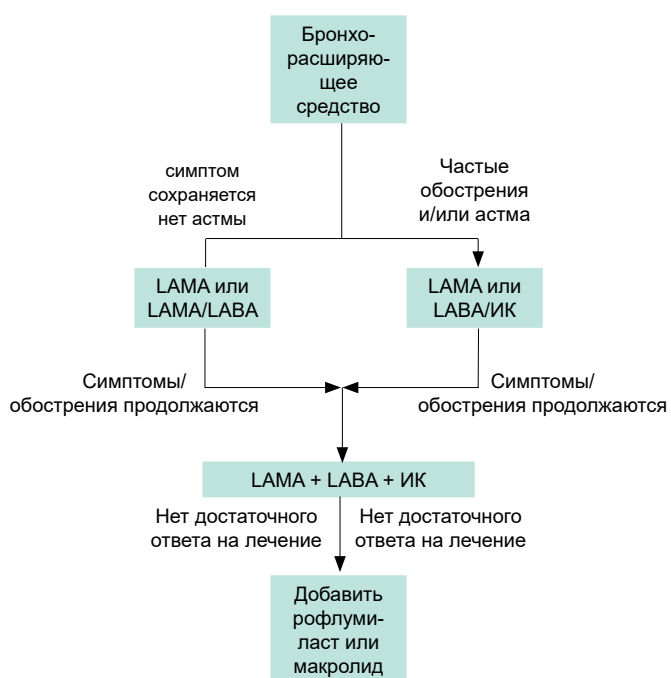 Бронхо-
расширяю-
щее
средство
симптом
сохраняется
нет астмы
Частые
обострения
и/или астма
LAMA или
LAMA/LABA
LAMA или
LABA/ИК
Симптомы/
обострения продолжаются
Симптомы/
обострения продолжаются
LAMA + LABA + ИК
Нет достаточного
ответа на лечение
Нет достаточного
ответа на лечение
Добавить
рофлуми-
ласт или
макролид